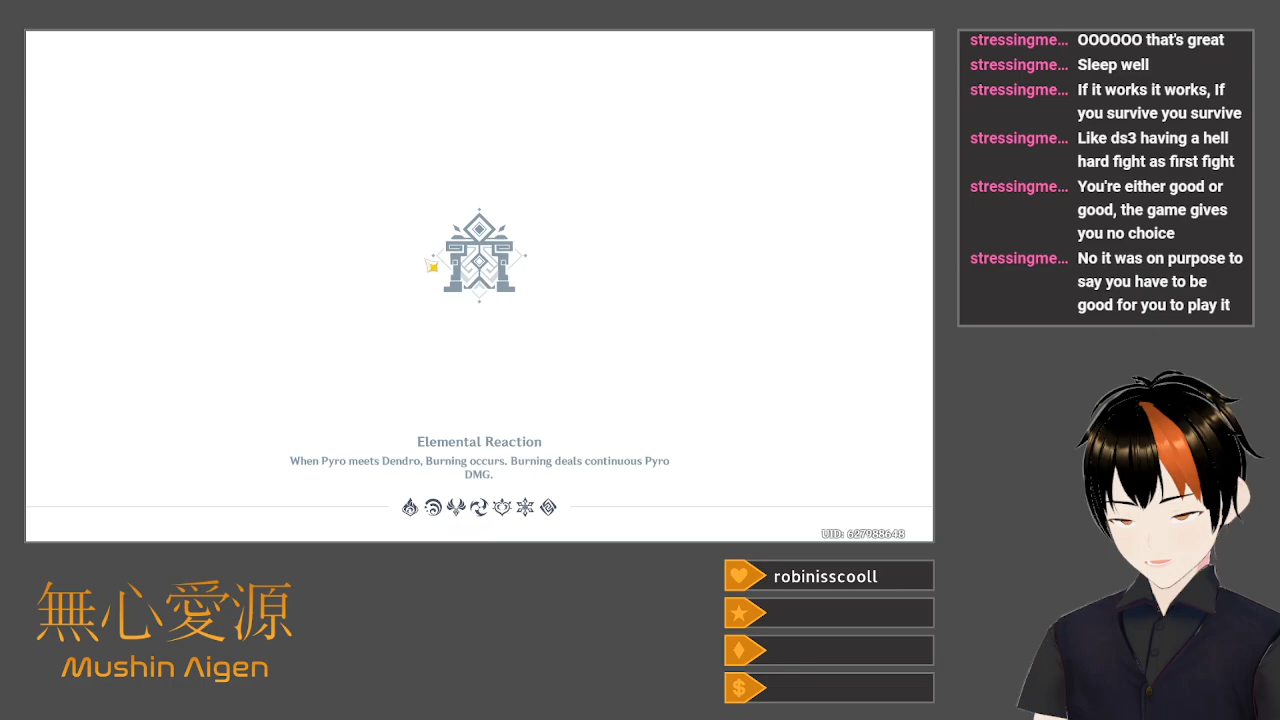 stressingme... OOOOOO that's great
stressingme... Sleep well
stressingme... If it works it works, If
you survive you survive
stressingme... Like ds3 having a hell
hard fight as first fight
stressingme... You're either good or
good, the game gives
you no choice
stressingme... No it was on purpose to
say you have to be
good for you to play it
Elemental Reaction
When Pyro meets Dendro, Burning occurs. Burning deals continuous Pyro
DMG.
UID: 627988648
無心愛源
Mushin Aigen
robinisscooll